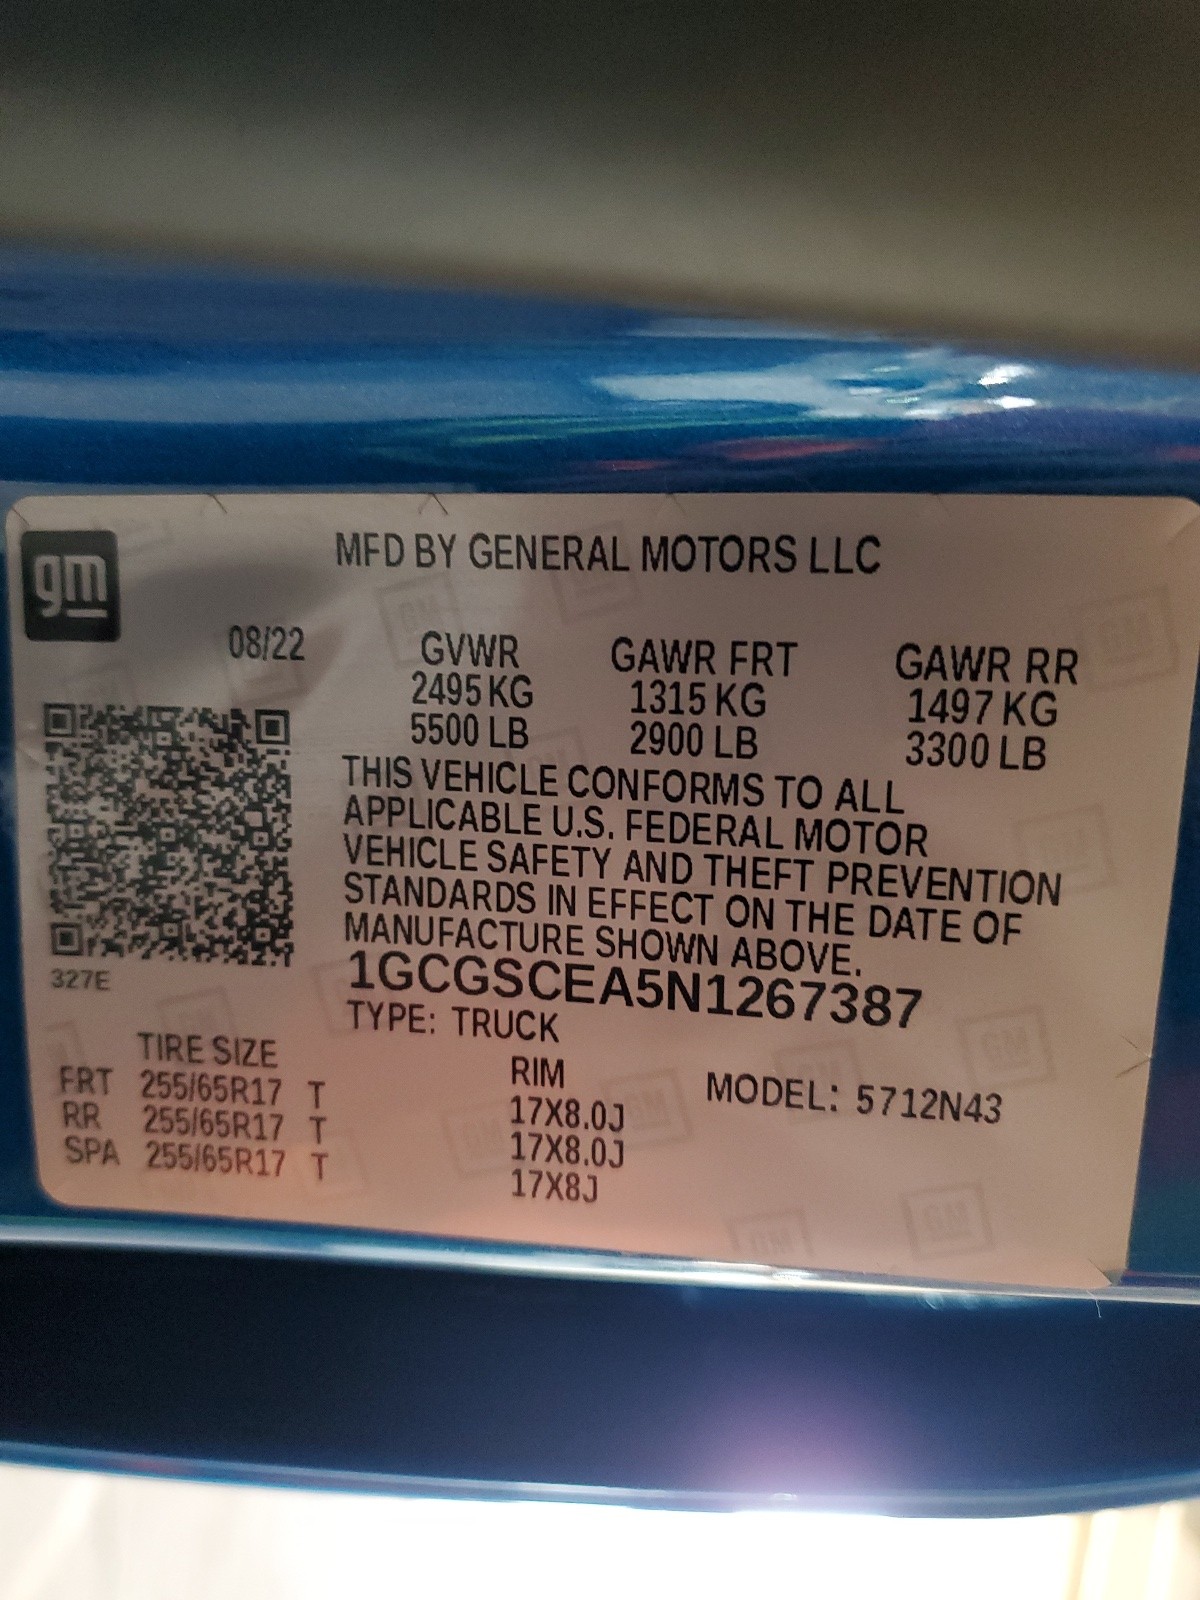 gm
MFD BY GENERAL MOTORS LLC
08/22 GVWR GAWR FRT GAWR RR
2495 KG 1315 KG 1497 KG
5500 LB 2900 LB 3300 LB
THIS VEHICLE CONFORMS TO ALL
APPLICABLE U.S. FEDERAL MOTOR
VEHICLE SAFETY AND THEFT PREVENTION
STANDARDS IN EFFECT ON THE DATE OF
MANUFACTURE SHOWN ABOVE.
327E
1GCGSCEA5N1267387
TYPE: TRUCK
TIRE SIZE RIM MODEL: 5712N43
FRT 255/65R17 T 17X8.0J
RR 255/65R17 T 17X8.0J
SPA 255/65R17 T 17X8J